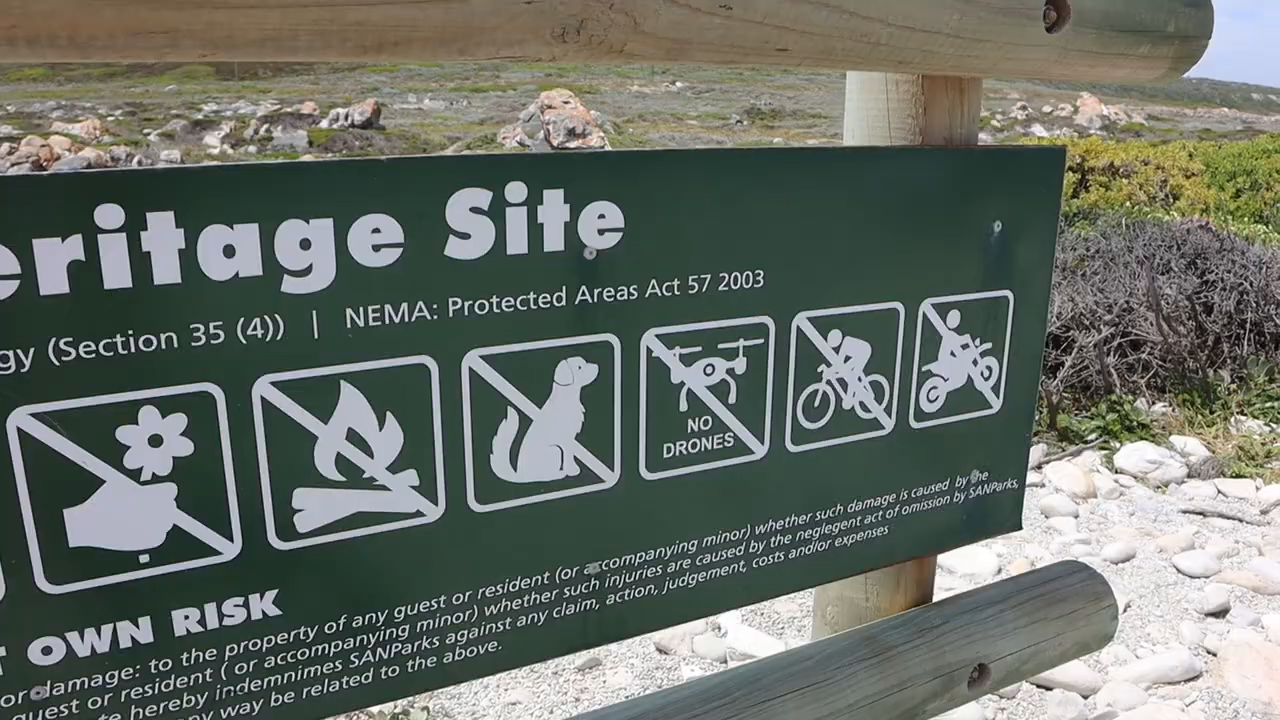 eritage Site
gy (Section 35 (4)) | NEMA: Protected Areas Act 57 2003
NO
DRONES
OWN RISK
or damage: to the property of any guest or resident (or accompanying minor) whether such damage is caused by the
guest or resident ( or accompanying minor) whether such injuries are caused by the neglegent act of omission by SANParks,
te hereby indemnimes SANParks against any claim, action, judgement, costs and/or expenses
ny way be related to the above.